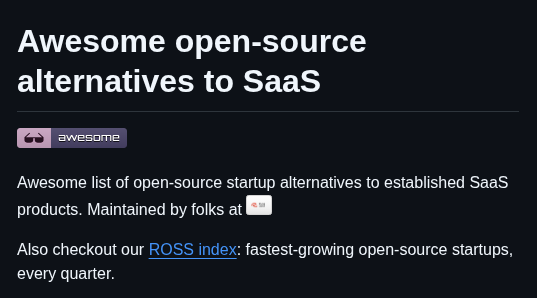 Awesome open-source
alternatives to SaaS
awesome
Awesome list of open-source startup alternatives to established SaaS
products. Maintained by folks at
Also checkout our ROSS index: fastest-growing open-source startups,
every quarter.